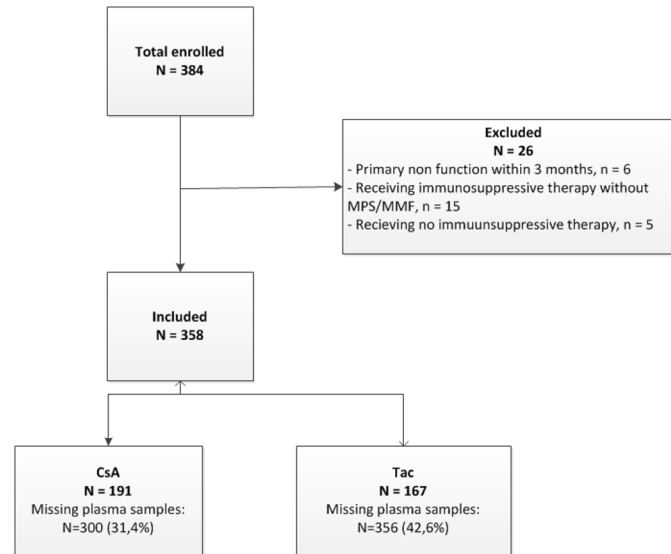 Total enrolled
N = 384
Excluded
N = 26
- Primary non function within 3 months, n = 6
- Receiving immunosuppressive therapy without
MPS/MMF, n = 15
- Recieving no immuunsuppressive therapy, n = 5
Included
N = 358
CsA
N = 191
Missing plasma samples:
N=300 (31,4%)
Tac
N = 167
Missing plasma samples:
N=356 (42,6%)